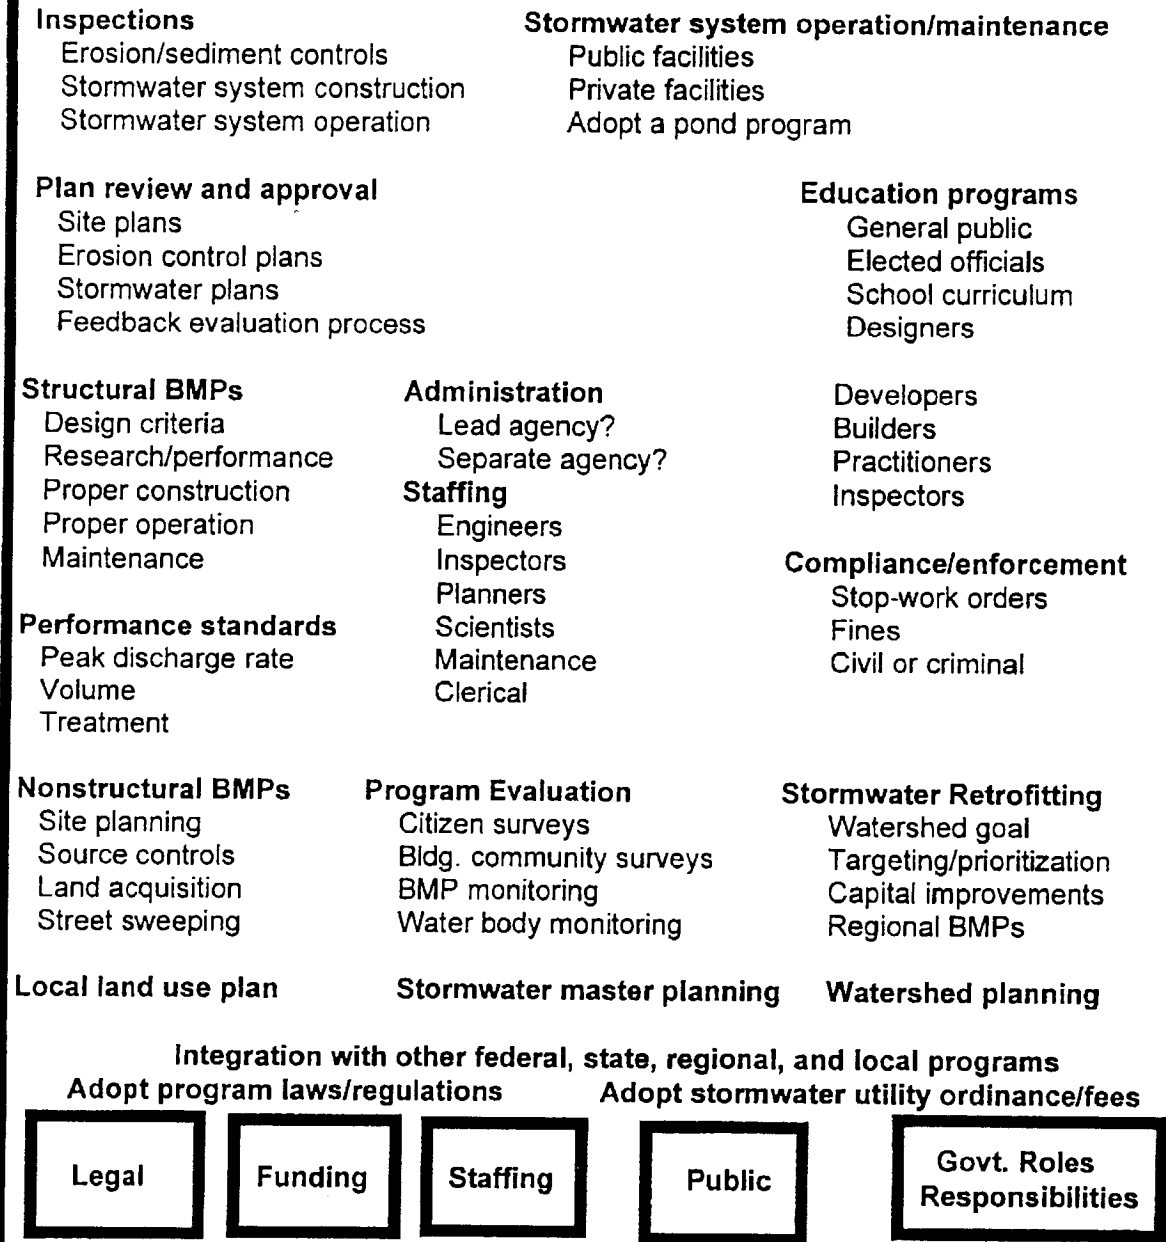 Inspections
Erosion/sediment controls
Stormwater system construction
Stormwater system operation
Stormwater system operation/maintenance
Public facilities
Private facilities
Adopt a pond program
Plan review and approval
Site plans
Erosion control plans
Stormwater plans
Feedback evaluation process
Education programs
General public
Elected officials
School curriculum
Designers
Developers
Builders
Practitioners
Inspectors
Structural BMPs
Design criteria
Research/performance
Proper construction
Proper operation
Maintenance
Administration
Lead agency?
Separate agency?
Staffing
Engineers
Inspectors
Planners
Scientists
Maintenance
Clerical
Compliance/enforcement
Stop-work orders
Fines
Civil or criminal
Performance standards
Peak discharge rate
Volume
Treatment
Nonstructural BMPs
Site planning
Source controls
Land acquisition
Street sweeping
Program Evaluation
Citizen surveys
Bldg. community surveys
BMP monitoring
Water body monitoring
Stormwater Retrofitting
Watershed goal
Targeting/prioritization
Capital improvements
Regional BMPs
Local land use plan
Stormwater master planning
Watershed planning
Integration with other federal, state, regional, and local programs
Adopt program laws/regulations
Adopt stormwater utility ordinance/fees
Legal
Funding
Staffing
Public
Govt. Roles
Responsibilities